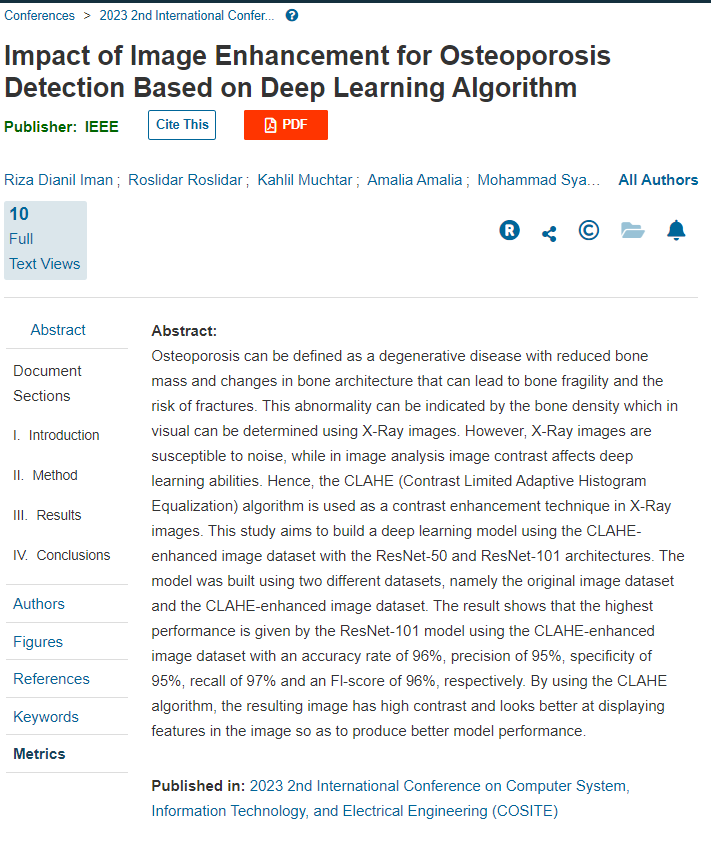 Conferences > 2023 2nd International Confer... ?
Impact of Image Enhancement for Osteoporosis
Detection Based on Deep Learning Algorithm
Publisher: IEEE Cite This PDF
Riza Dianil Iman ; Roslidar Roslidar ; Kahlil Muchtar ; Amalia Amalia ; Mohammad Sya... All Authors
10
Full
Text Views
R ©
Abstract
Document
Sections
I. Introduction
II. Method
III. Results
IV. Conclusions
Authors
Figures
References
Keywords
Metrics
Abstract:
Osteoporosis can be defined as a degenerative disease with reduced bone
mass and changes in bone architecture that can lead to bone fragility and the
risk of fractures. This abnormality can be indicated by the bone density which in
visual can be determined using X-Ray images. However, X-Ray images are
susceptible to noise, while in image analysis image contrast affects deep
learning abilities. Hence, the CLAHE (Contrast Limited Adaptive Histogram
Equalization) algorithm is used as a contrast enhancement technique in X-Ray
images. This study aims to build a deep learning model using the CLAHE-
enhanced image dataset with the ResNet-50 and ResNet-101 architectures. The
model was built using two different datasets, namely the original image dataset
and the CLAHE-enhanced image dataset. The result shows that the highest
performance is given by the ResNet-101 model using the CLAHE-enhanced
image dataset with an accuracy rate of 96%, precision of 95%, specificity of
95%, recall of 97% and an FI-score of 96%, respectively. By using the CLAHE
algorithm, the resulting image has high contrast and looks better at displaying
features in the image so as to produce better model performance.
Published in: 2023 2nd International Conference on Computer System,
Information Technology, and Electrical Engineering (COSITE)